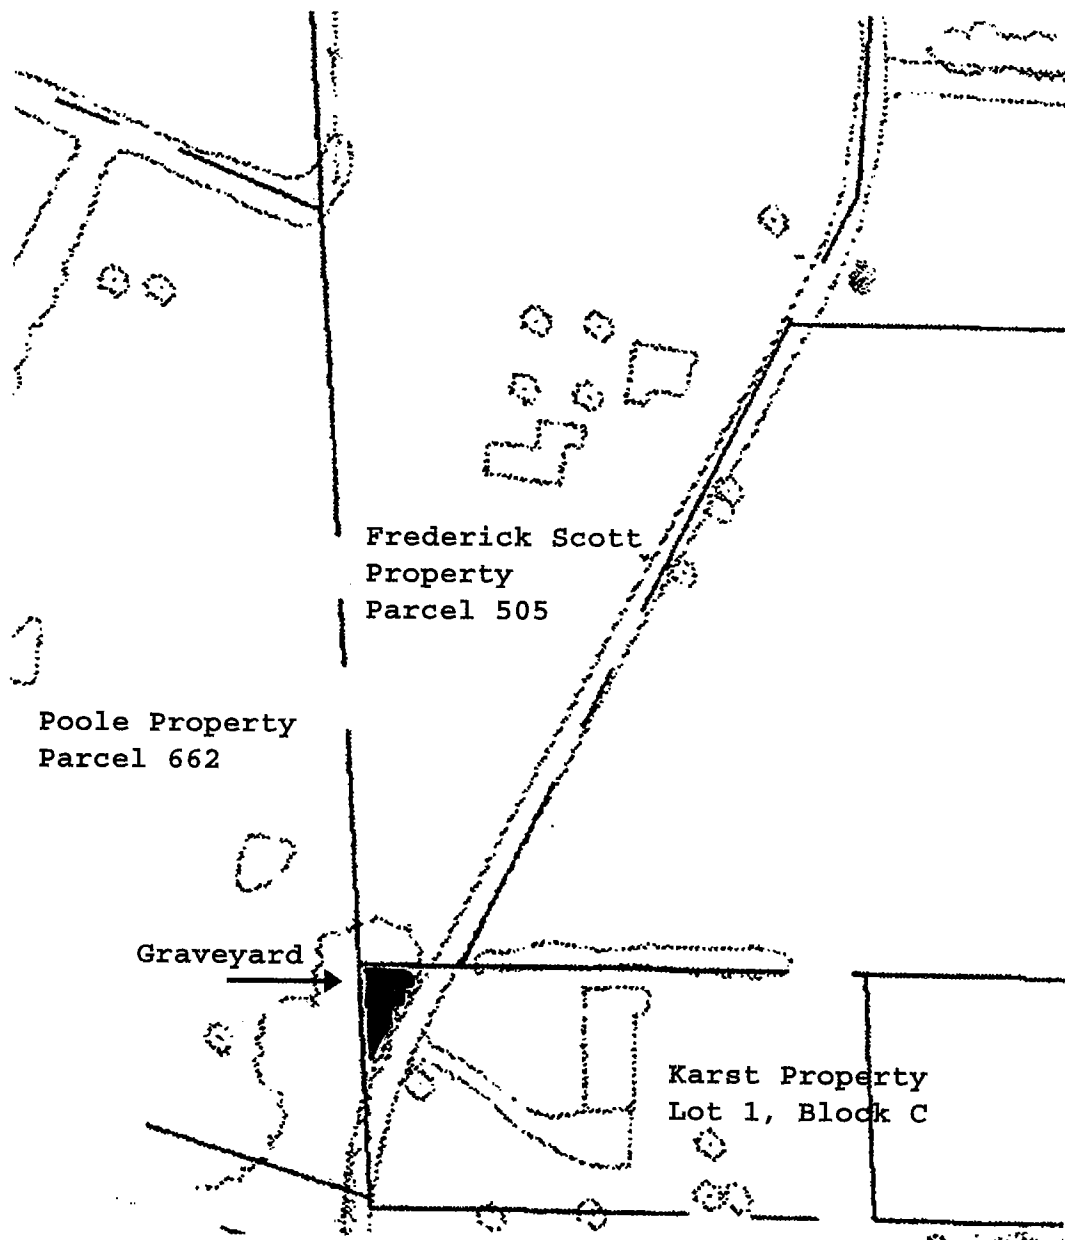 Frederick Scott
Property
Parcel 505
Poole Property
Parcel 662
Graveyard
Karst Property
Lot 1, Block C